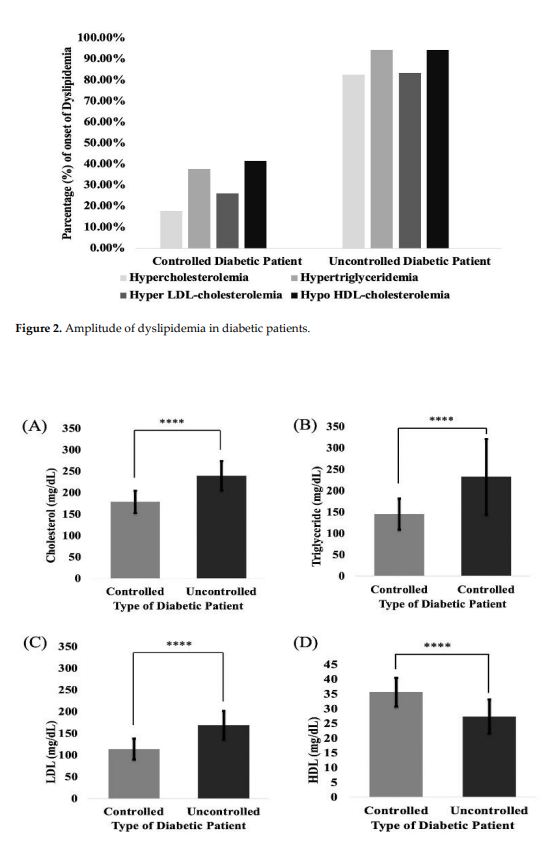 Parcentage (%) of onset of Dyslipidemia
100.00%
90.00%
80.00%
70.00%
60.00%
50.00%
40.00%
30.00%
20.00%
10.00%
0.00%
Controlled Diabetic Patient Uncontrolled Diabetic Patient
Hypercholesterolemia Hypertriglyceridemia
Hyper LDL-cholesterolemia Hypo HDL-cholesterolemia
Figure 2. Amplitude of dyslipidemia in diabetic patients.
(A)
Cholesterol (mg/dL)
350
300
250
200
150
100
50
0
****
Controlled Uncontrolled
Type of Diabetic Patient
(B)
Triglyceride (mg/dL)
350
300
250
200
150
100
50
0
****
Controlled Controlled
Type of Diabetic Patient
(C)
LDL (mg/dL)
350
300
250
200
150
100
50
0
****
Controlled Uncontrolled
Type of Diabetic Patient
(D)
HDL (mg/dL)
45
40
35
30
25
20
15
10
5
0
****
Controlled Uncontrolled
Type of Diabetic Patient